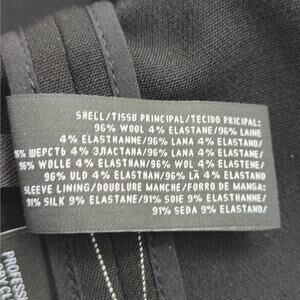 SHELL/TISSU PRINCIPAL/TECIDO PRICIPAL:
96% WOOL 4% ELASTANE/96% LAINE
4% ELASTHANNE/96% LANA 4% ELASTANO/
96% ШЕРСТЬ 4% ЭЛАСТАНА/96% LANA 4% ELASTAN/
96% WOLLE 4% ELASTHAN/96% WOL 4% ELASTENE/
96% ULD 4% ELASTHAN/96% LÃ 4% ELASTANO
SLEEVE LINING/DOUBLURE MANCHE/FORRO DE MANGA:
91% SILK 9% ELASTANE/91% SOIE 9% ELASTHANNE/
91% SEDA 9% ELASTANO/
PROFESS